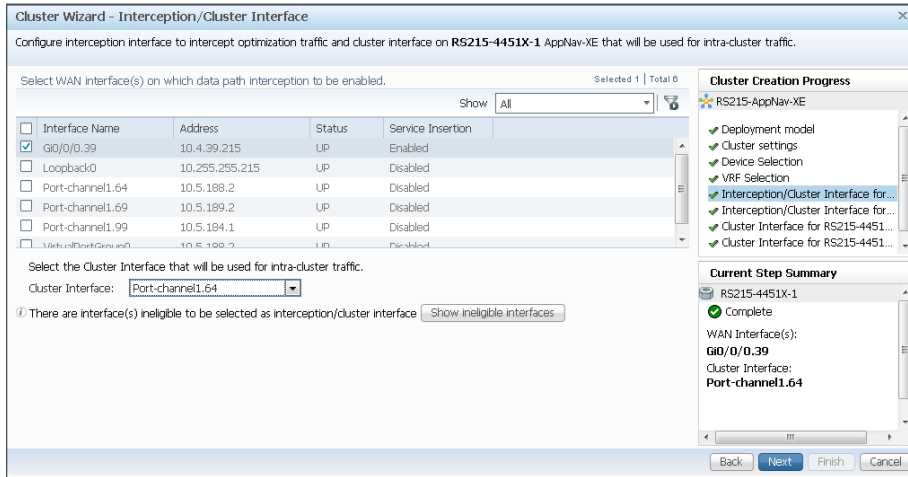 Cluster Wizard - Interception/Cluster Interface
Configure interception interface to intercept optimization traffic and cluster interface on RS215-4451X-1 AppNav-XE that will be used for intra-cluster traffic.
Select WAN interface(s) on which data path interception to be enabled.
Selected 1 | Total 6
Show All
Interface Name Address Status Service Insertion
Gi0/0/0.39 10.4.39.215 UP Enabled
Loopback0 10.255.255.215 UP Disabled
Port-channel1.64 10.5.188.2 UP Disabled
Port-channel1.69 10.5.189.2 UP Disabled
Port-channel1.99 10.5.184.1 UP Disabled
VirtualPortGroup0 10.5.188.2 UP Disabled
Select the Cluster Interface that will be used for intra-cluster traffic.
Cluster Interface: Port-channel1.64
There are interface(s) ineligible to be selected as interception/cluster interface Show ineligible interfaces
Cluster Creation Progress
RS215-AppNav-XE
Deployment model
Cluster settings
Device Selection
VRF Selection
Interception/Cluster Interface for...
Interception/Cluster Interface for...
Cluster Interface for RS215-4451...
Cluster Interface for RS215-4451...
Current Step Summary
RS215-4451X-1
Complete
WAN Interface(s):
Gi0/0/0.39
Cluster Interface:
Port-channel1.64
Back Next Finish Cancel